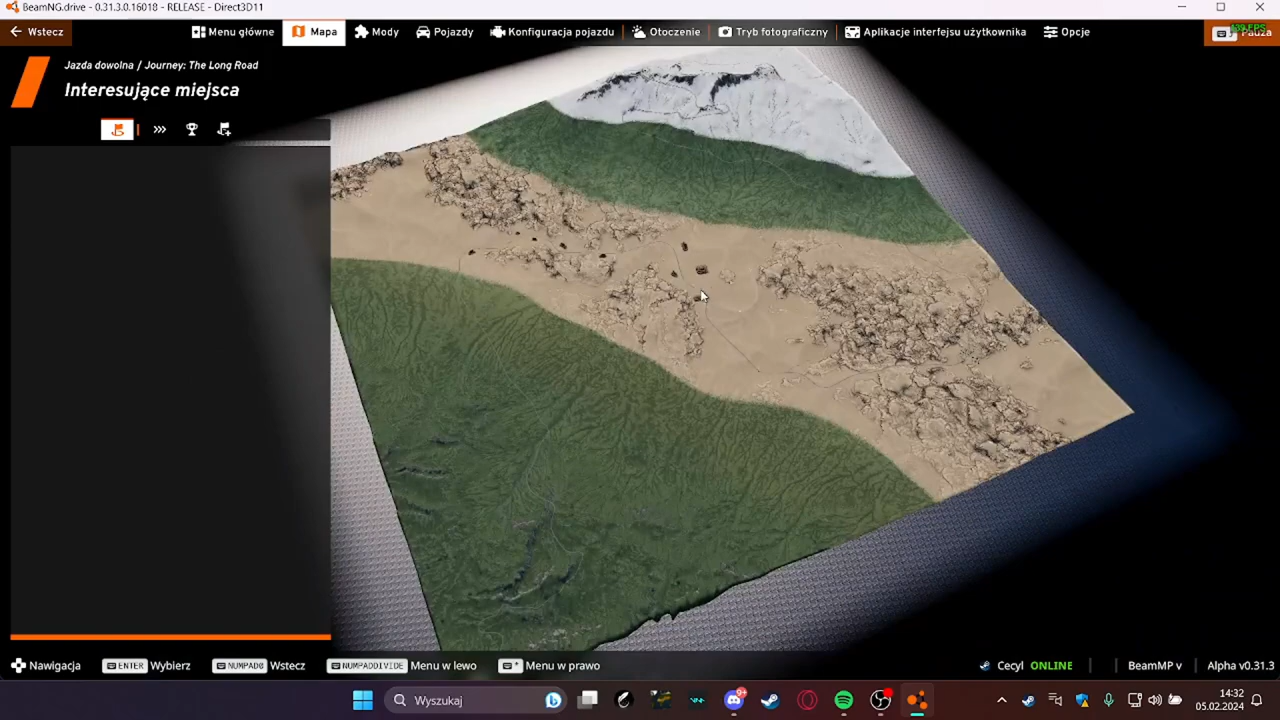 BeamNG.drive - 0.31.3.0.16018 - RELEASE - Direct3D11
Wstecz Menu główne Mapa Mody Pojazdy Konfiguracja pojazdu Otoczenie Tryb fotograficzny Aplikacje interfejsu użytkownika Opcje Pauza
Jazda dowolna / Journey: The Long Road
Interesujące miejsca
Nawigacja ENTER Wybierz NUMPAD0 Wstecz NUMPADDIVIDE Menu w lewo * Menu w prawo Cecyl ONLINE BeamMP v Alpha v0.31.3
Wyszukaj
14:32
05.02.2024